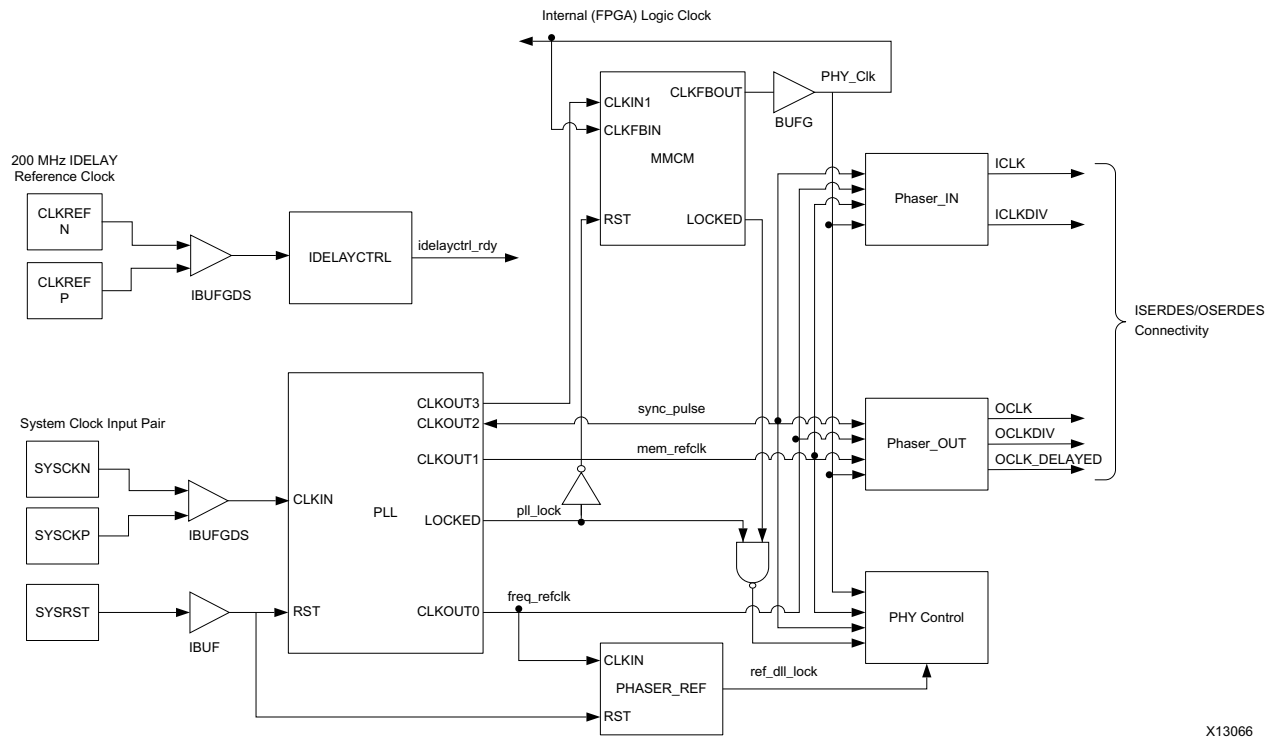 Internal (FPGA) Logic Clock
PHY_Clk
CLKFBOUT
CLKIN1
BUFG
CLKFBIN
MMCM
200 MHz IDELAY
Reference Clock
ICLK
CLKREF
N
Phaser_IN
RST
LOCKED
ICLKDIV
idelayctrl_rdy
IDELAYCTRL
CLKREF
P
IBUFGDS
ISERDES/OSERDES
Connectivity
CLKOUT3
sync_pulse
OCLK
System Clock Input Pair
CLKOUT2
OCLKDIV
Phaser_OUT
mem_refclk
CLKOUT1
OCLK_DELAYED
SYSCKN
CLKIN
PLL
pll_lock
LOCKED
SYSCKP
IBUFGDS
freq_refclk
SYSRST
RST
CLKOUT0
PHY Control
IBUF
CLKIN
ref_dll_lock
PHASER_REF
RST
X13066